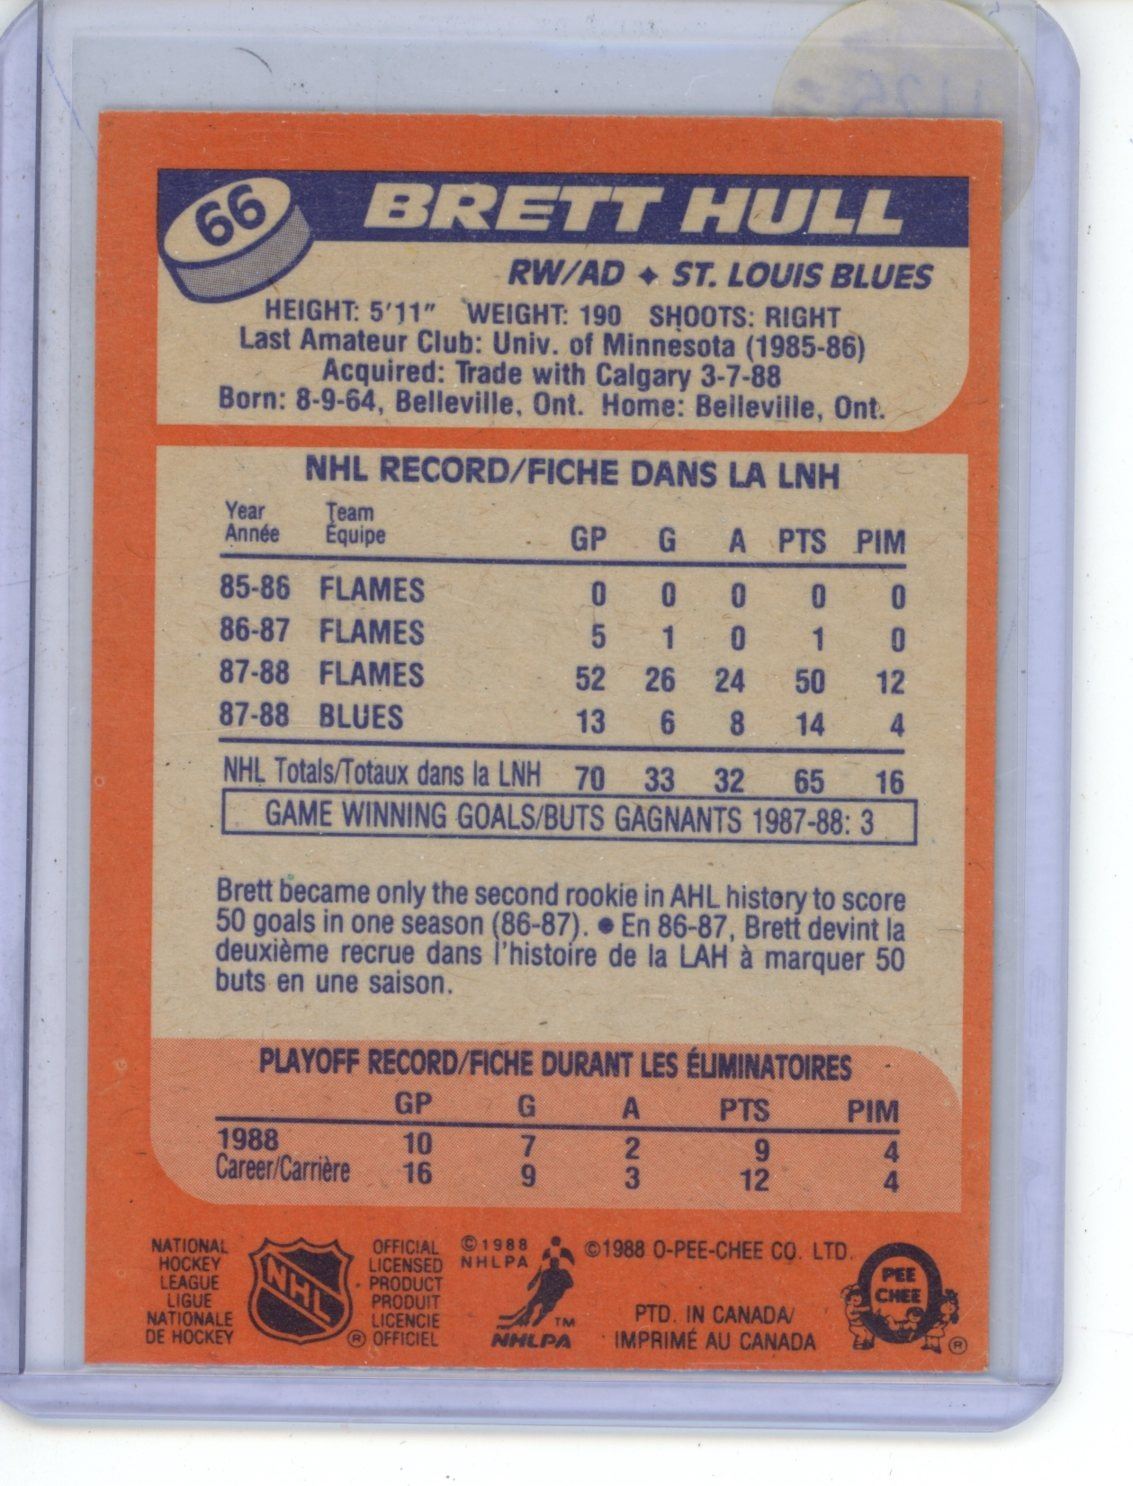 66
BRETT HULL
RW/AD ✦ ST. LOUIS BLUES
HEIGHT: 5'11" WEIGHT: 190 SHOOTS: RIGHT
Last Amateur Club: Univ. of Minnesota (1985-86)
Acquired: Trade with Calgary 3-7-88
Born: 8-9-64, Belleville, Ont. Home: Belleville, Ont.
NHL RECORD/FICHE DANS LA LNH
Year Team
Année Équipe GP G A PTS PIM
85-86 FLAMES 0 0 0 0 0
86-87 FLAMES 5 1 0 1 0
87-88 FLAMES 52 26 24 50 12
87-88 BLUES 13 6 8 14 4
NHL Totals/Totaux dans la LNH 70 33 32 65 16
GAME WINNING GOALS/BUTS GAGNANTS 1987-88: 3
Brett became only the second rookie in AHL history to score
50 goals in one season (86-87). ● En 86-87, Brett devint la
deuxième recrue dans l'histoire de la LAH à marquer 50
buts en une saison.
PLAYOFF RECORD/FICHE DURANT LES ÉLIMINATOIRES
GP G A PTS PIM
1988 10 7 2 9 4
Career/Carrière 16 9 3 12 4
NATIONAL
HOCKEY
LEAGUE
LIGUE
NATIONALE
DE HOCKEY
NHL
®
OFFICIAL
LICENSED
PRODUCT
PRODUIT
LICENCIE
OFFICIEL
©1988
NHLPA
TM
NHLPA
©1988 O-PEE-CHEE CO. LTD.
PTD. IN CANADA/
IMPRIMÉ AU CANADA
O
PEE
CHEE
®